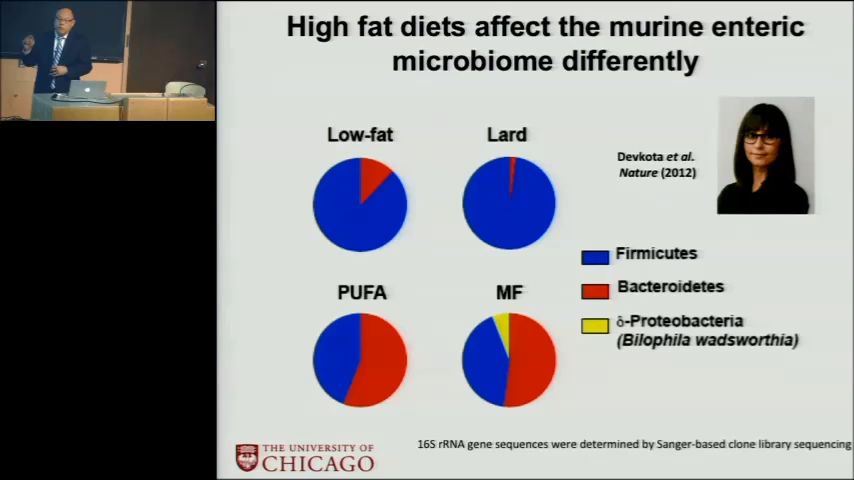 High fat diets affect the murine enteric
microbiome differently
Low-fat
Lard
Devkota et al.
Nature (2012)
Firmicutes
Bacteroidetes
δ-Proteobacteria
(Bilophila wadsworthia)
PUFA
MF
16S rRNA gene sequences were determined by Sanger-based clone library sequencing
THE UNIVERSITY OF
CHICAGO